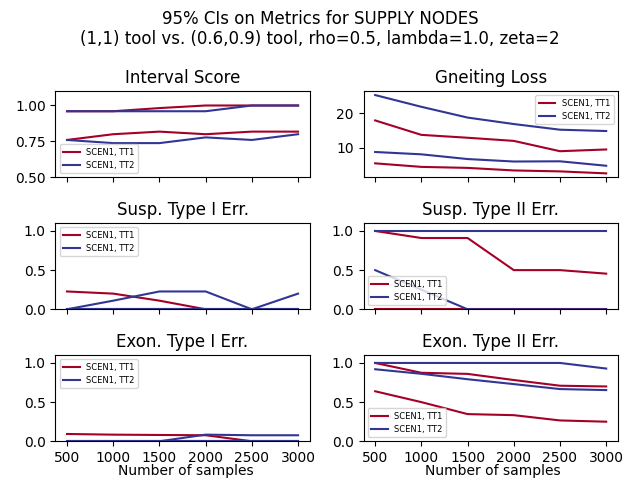 95% CIs on Metrics for SUPPLY NODES
(1,1) tool vs. (0.6,0.9) tool, rho=0.5, lambda=1.0, zeta=2
Interval Score
1.00
0.75
0.50
SCEN1, TT1
SCEN1, TT2
Gneiting Loss
20
10
SCEN1, TT1
SCEN1, TT2
Susp. Type I Err.
1.0
0.5
0.0
SCEN1, TT1
SCEN1, TT2
Susp. Type II Err.
1.0
0.5
0.0
SCEN1, TT1
SCEN1, TT2
Exon. Type I Err.
1.0
0.5
0.0
SCEN1, TT1
SCEN1, TT2
500 1000 1500 2000 2500 3000
Number of samples
Exon. Type II Err.
1.0
0.5
0.0
SCEN1, TT1
SCEN1, TT2
500 1000 1500 2000 2500 3000
Number of samples